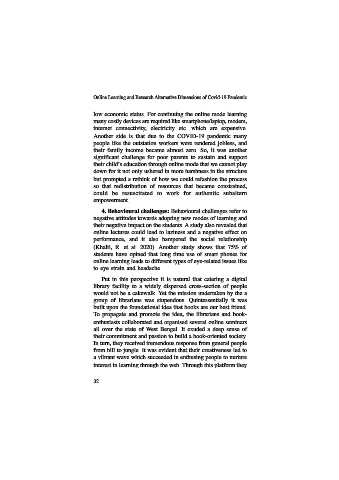 Online Learning and Research Alternative Dimensions of Covid-19 Pandemic
low economic status. For continuing the online mode learning
many costly devices are required like smartphone/laptop, modem,
internet connectivity, electricity etc. which are expensive.
Another side is that due to the COVID-19 pandemic many
people like the outstation workers were rendered jobless, and
their family income became almost zero. So, it was another
significant challenge for poor parents to sustain and support
their child's education through online mode that we cannot play
down for it not only ushered in more harshness in the structure
but prompted a rethink of how we could refashion the process
so that redistribution of resources that became constrained,
could be resuscitated to work for authentic subaltern
empowerment.
4. Behavioural challenges: Behavioural challenges refer to
negative attitudes towards adopting new modes of learning and
their negative impact on the students. A study also revealed that
online lectures could lead to laziness and a negative effect on
performance, and it also hampered the social relationship
(Khalil, R. et al 2020). Another study shows that 75% of
students have opined that long time use of smart phones for
online learning leads to different types of eye-related issues like
to eye strain and headache.
Put in this perspective it is natural that catering a digital
library facility to a widely dispersed cross-section of people
would not be a cakewalk. Yet the mission undertaken by the a
group of librarians was stupendous. Quintessentially it was
built upon the foundational idea that books are our best friend.
To propagate and promote the idea, the librarians and book-
enthusiasts collaborated and organised several online seminars
all over the state of West Bengal. It exuded a deep sense of
their commitment and passion to build a book-oriented society.
In turn, they received tremendous response from general people
from hill to jungle. It was evident that their creativeness led to
a vibrant wave which succeeded in enthusing people to nurture
interest in learning through the web. Through this platform they
32